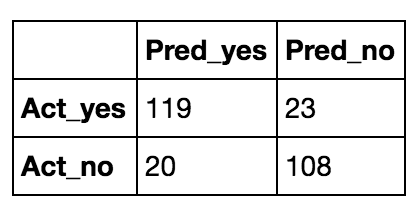 Pred_yes Pred_no
Act_yes 119 23
Act_no 20 108